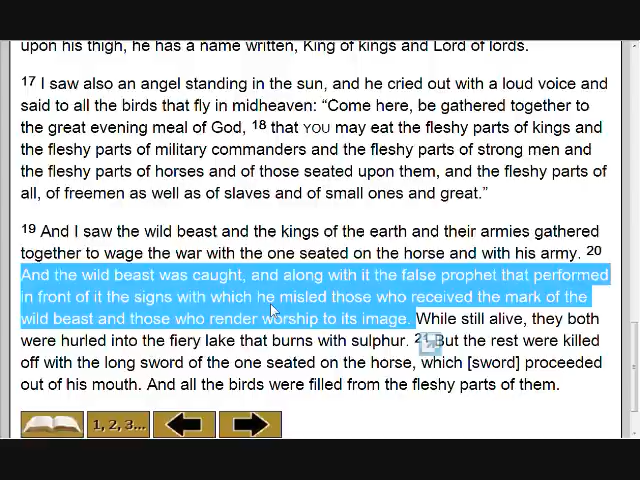 upon his thigh, he has a name written, King of kings and Lord of lords.
17 I saw also an angel standing in the sun, and he cried out with a loud voice and
said to all the birds that fly in midheaven: “Come here, be gathered together to
the great evening meal of God, 18 that YOU may eat the fleshy parts of kings and
the fleshy parts of military commanders and the fleshy parts of strong men and
the fleshy parts of horses and of those seated upon them, and the fleshy parts of
all, of freemen as well as of slaves and of small ones and great.”
19 And I saw the wild beast and the kings of the earth and their armies gathered
together to wage the war with the one seated on the horse and with his army. 20
And the wild beast was caught, and along with it the false prophet that performed
in front of it the signs with which he misled those who received the mark of the
wild beast and those who render worship to its image. While still alive, they both
were hurled into the fiery lake that burns with sulphur. 21 But the rest were killed
off with the long sword of the one seated on the horse, which [sword] proceeded
out of his mouth. And all the birds were filled from the fleshy parts of them.
1, 2, 3...